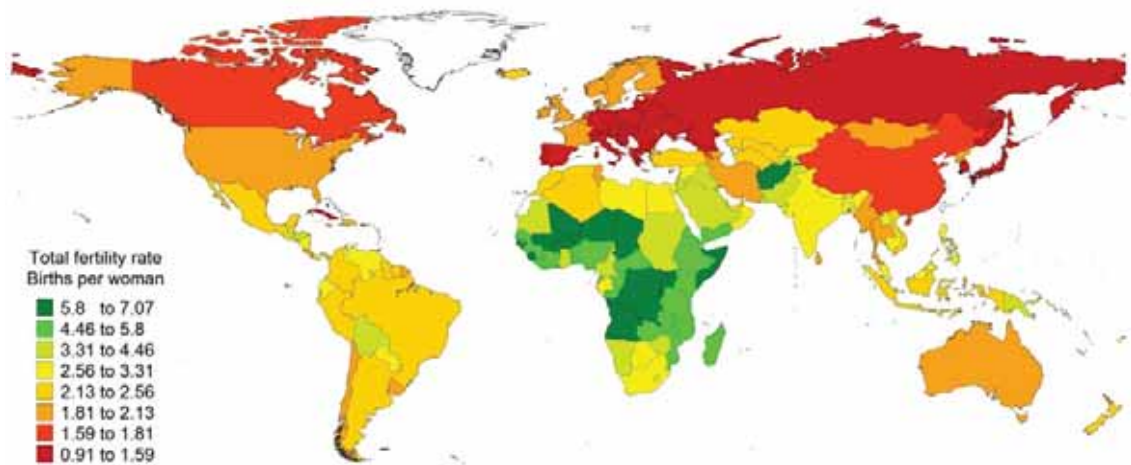 Total fertility rate
Births per woman
5.8 to 7.07
4.46 to 5.8
3.31 to 4.46
2.56 to 3.31
2.13 to 2.56
1.81 to 2.13
1.59 to 1.81
0.91 to 1.59